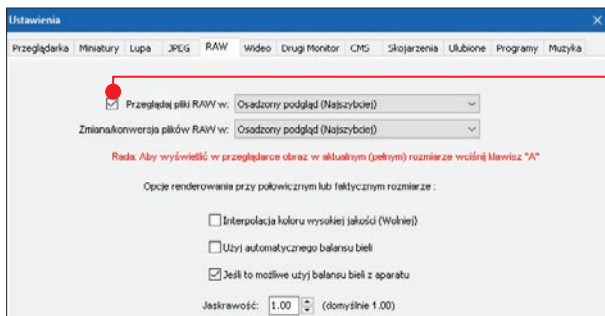 Ustawienia
Przeglądarka Miniatury Lupa JPEG RAW Wideo Drugi Monitor CMS Skojarzenia Ulubione Programy Muzyka
Przeglądaj pliki RAW w: Osadzony podgląd (Najszybciej)
Zmiana/konwersja plików RAW w: Osadzony podgląd (Najszybciej)
Rada: Aby wyświetlić w przeglądarce obraz w aktualnym (pełnym) rozmiarze wciśnij klawisz "A"
Opcje renderowania przy połowicznym lub faktycznym rozmiarze :
Interpolacja koloru wysokiej jakości (Wolniej)
Użyj automatycznego balansu bieli
Jeśli to możliwe użyj balansu bieli z aparatu
Jaskrawość: 1.00 (domyślnie 1.00)